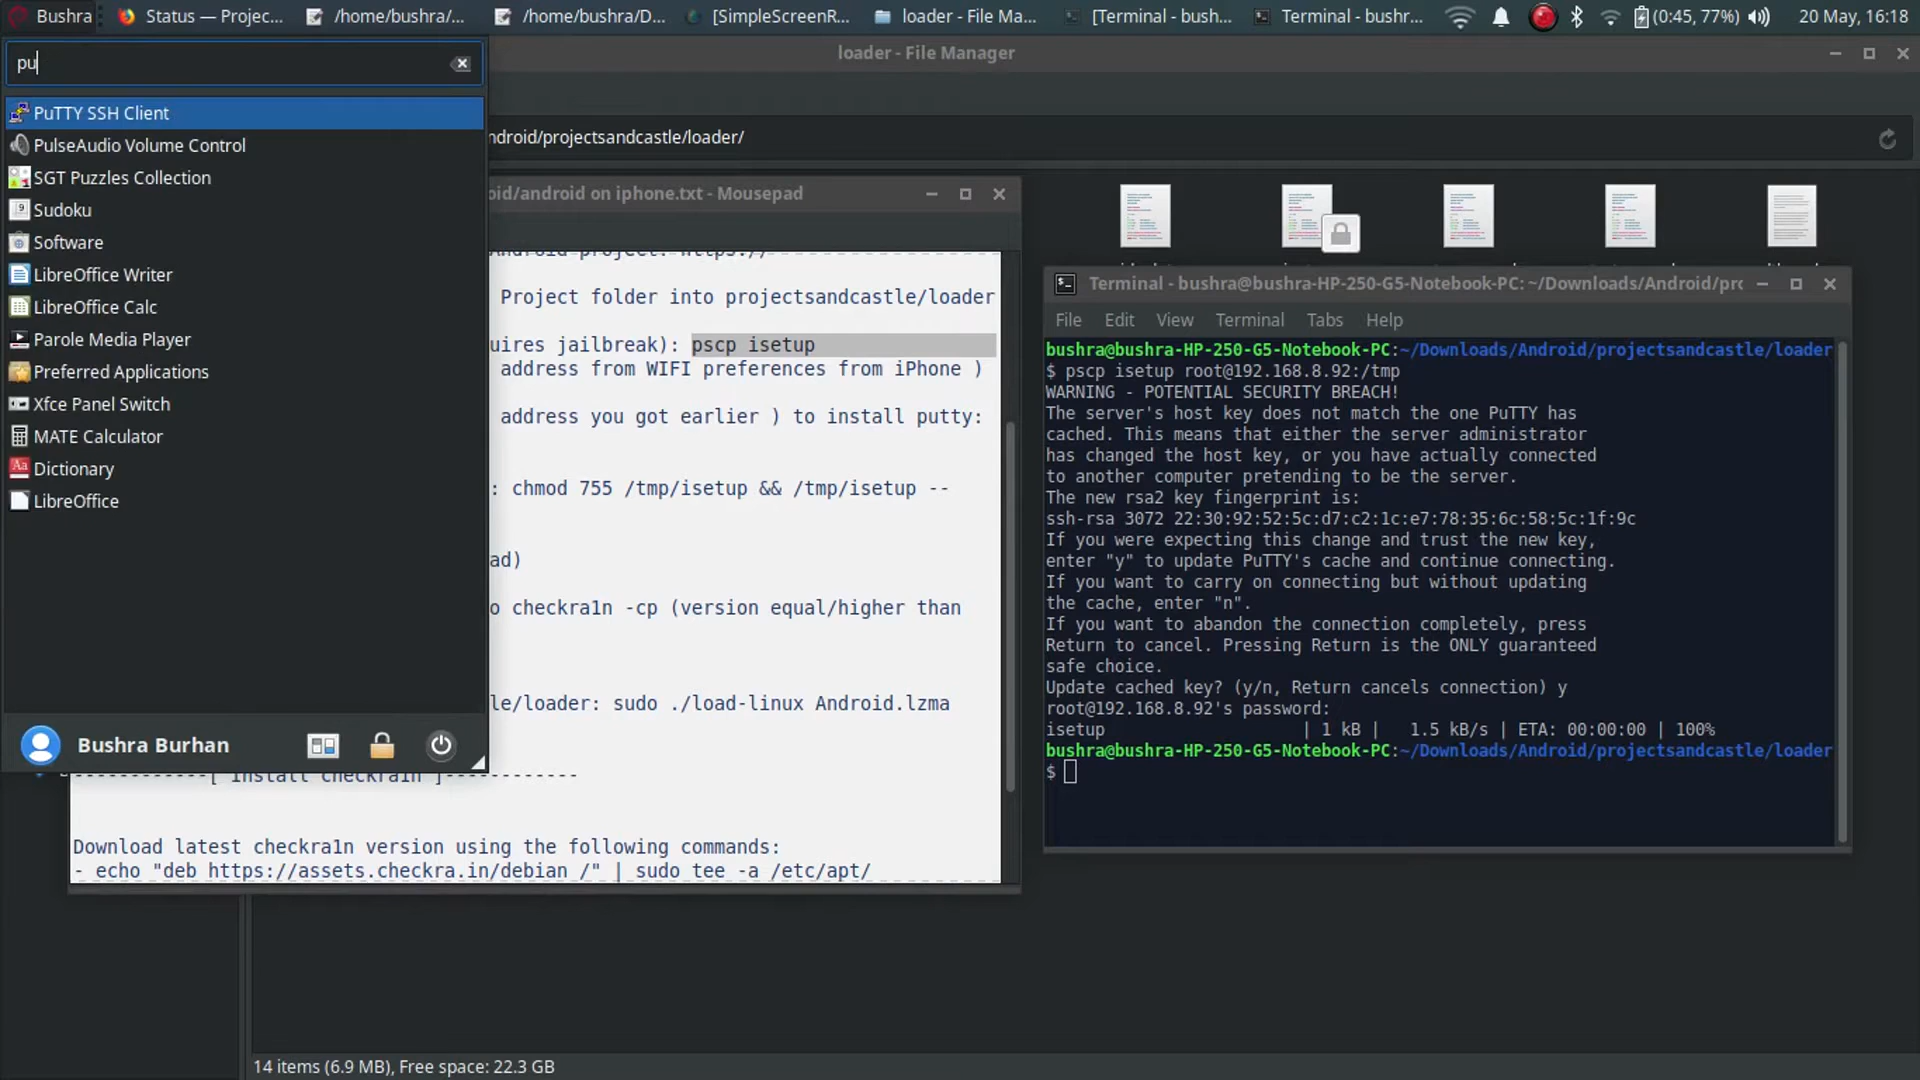 Bushra
Status — Projec...
/home/bushra/...
/home/bushra/D...
[SimpleScreenR...
loader - File Ma...
[Terminal - bush...
Terminal - bushr...
(0:45, 77%)
20 May, 16:18
loader - File Manager
pu
PuTTY SSH Client
PulseAudio Volume Control
SGT Puzzles Collection
Sudoku
Software
LibreOffice Writer
LibreOffice Calc
Parole Media Player
Preferred Applications
Xfce Panel Switch
MATE Calculator
Dictionary
LibreOffice
Bushra Burhan
ndroid/projectsandcastle/loader/
oid/android on iphone.txt - Mousepad
Android project: https://
Project folder into projectsandcastle/loader
uires jailbreak): pscp isetup
address from WIFI preferences from iPhone )
address you got earlier ) to install putty:
: chmod 755 /tmp/isetup && /tmp/isetup --
ad)
o checkra1n -cp (version equal/higher than
le/loader: sudo ./load-linux Android.lzma
------------[ Install checkra1n ]------------
Download latest checkra1n version using the following commands:
- echo "deb https://assets.checkra.in/debian /" | sudo tee -a /etc/apt/
Terminal - bushra@bushra-HP-250-G5-Notebook-PC: ~/Downloads/Android/prc
File Edit View Terminal Tabs Help
bushra@bushra-HP-250-G5-Notebook-PC:~/Downloads/Android/projectsandcastle/loader
$ pscp isetup root@192.168.8.92:/tmp
WARNING - POTENTIAL SECURITY BREACH!
The server's host key does not match the one PuTTY has
cached. This means that either the server administrator
has changed the host key, or you have actually connected
to another computer pretending to be the server.
The new rsa2 key fingerprint is:
ssh-rsa 3072 22:30:92:52:5c:d7:c2:1c:e7:78:35:6c:58:5c:1f:9c
If you were expecting this change and trust the new key,
enter "y" to update PuTTY's cache and continue connecting.
If you want to carry on connecting but without updating
the cache, enter "n".
If you want to abandon the connection completely, press
Return to cancel. Pressing Return is the ONLY guaranteed
safe choice.
Update cached key? (y/n, Return cancels connection) y
root@192.168.8.92's password:
isetup | 1 kB | 1.5 kB/s | ETA: 00:00:00 | 100%
bushra@bushra-HP-250-G5-Notebook-PC:~/Downloads/Android/projectsandcastle/loader
$
14 items (6.9 MB), Free space: 22.3 GB